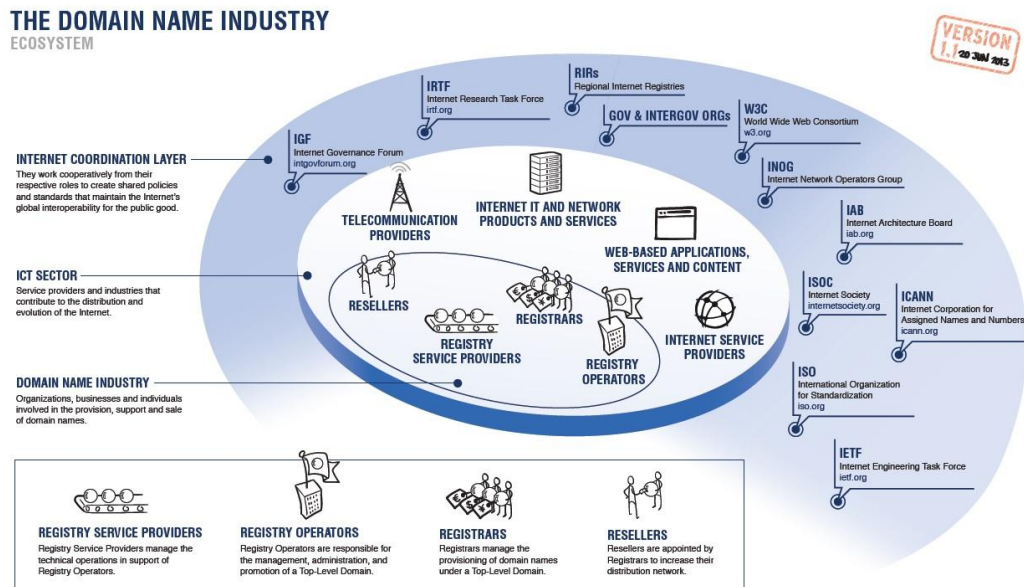 THE DOMAIN NAME INDUSTRY
ECOSYSTEM
VERSION
1.1 20 JUN 2013
IRTF
Internet Research Task Force
irtf.org
RIRs
Regional Internet Registries
GOV & INTERGOV ORGs
W3C
World Wide Web Consortium
w3.org
IGF
Internet Governance Forum
intgovforum.org
INOG
Internet Network Operators Group
IAB
Internet Architecture Board
iab.org
ISOC
Internet Society
internetsociety.org
ICANN
Internet Corporation for
Assigned Names and Numbers
icann.org
ISO
International Organization
for Standardization
iso.org
IETF
Internet Engineering Task Force
ietf.org
INTERNET COORDINATION LAYER
They work cooperatively from their
respective roles to create shared policies
and standards that maintain the Internet's
global interoperability for the public good.
ICT SECTOR
Service providers and industries that
contribute to the distribution and
evolution of the Internet.
DOMAIN NAME INDUSTRY
Organizations, businesses and individuals
involved in the provision, support and sale
of domain names.
TELECOMMUNICATION
PROVIDERS
INTERNET IT AND NETWORK
PRODUCTS AND SERVICES
WEB-BASED APPLICATIONS,
SERVICES AND CONTENT
INTERNET SERVICE
PROVIDERS
RESELLERS
REGISTRARS
REGISTRY
SERVICE PROVIDERS
REGISTRY
OPERATORS
REGISTRY SERVICE PROVIDERS
Registry Service Providers manage the
technical operations in support of
Registry Operators.
REGISTRY OPERATORS
Registry Operators are responsible for
the management, administration, and
promotion of a Top-Level Domain.
REGISTRARS
Registrars manage the
provisioning of domain names
under a Top-Level Domain.
RESELLERS
Resellers are appointed by
Registrars to increase their
distribution network.